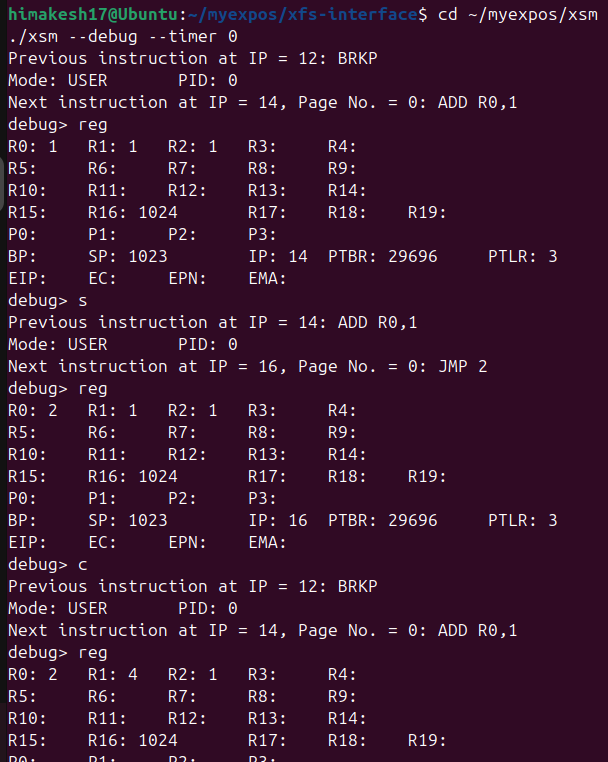 himakesh17@Ubuntu:~/myexpos/xfs-interface$ cd ~/myexpos/xsm
./xsm --debug --timer 0
Previous instruction at IP = 12: BRKP
Mode: USER PID: 0
Next instruction at IP = 14, Page No. = 0: ADD R0,1
debug> reg
R0: 1 R1: 1 R2: 1 R3: R4:
R5: R6: R7: R8: R9:
R10: R11: R12: R13: R14:
R15: R16: 1024 R17: R18: R19:
P0: P1: P2: P3:
BP: SP: 1023 IP: 14 PTBR: 29696 PTLR: 3
EIP: EC: EPN: EMA:
debug> s
Previous instruction at IP = 14: ADD R0,1
Mode: USER PID: 0
Next instruction at IP = 16, Page No. = 0: JMP 2
debug> reg
R0: 2 R1: 1 R2: 1 R3: R4:
R5: R6: R7: R8: R9:
R10: R11: R12: R13: R14:
R15: R16: 1024 R17: R18: R19:
P0: P1: P2: P3:
BP: SP: 1023 IP: 16 PTBR: 29696 PTLR: 3
EIP: EC: EPN: EMA:
debug> c
Previous instruction at IP = 12: BRKP
Mode: USER PID: 0
Next instruction at IP = 14, Page No. = 0: ADD R0,1
debug> reg
R0: 2 R1: 4 R2: 1 R3: R4:
R5: R6: R7: R8: R9:
R10: R11: R12: R13: R14:
R15: R16: 1024 R17: R18: R19:
P0: P1: P2: P3: